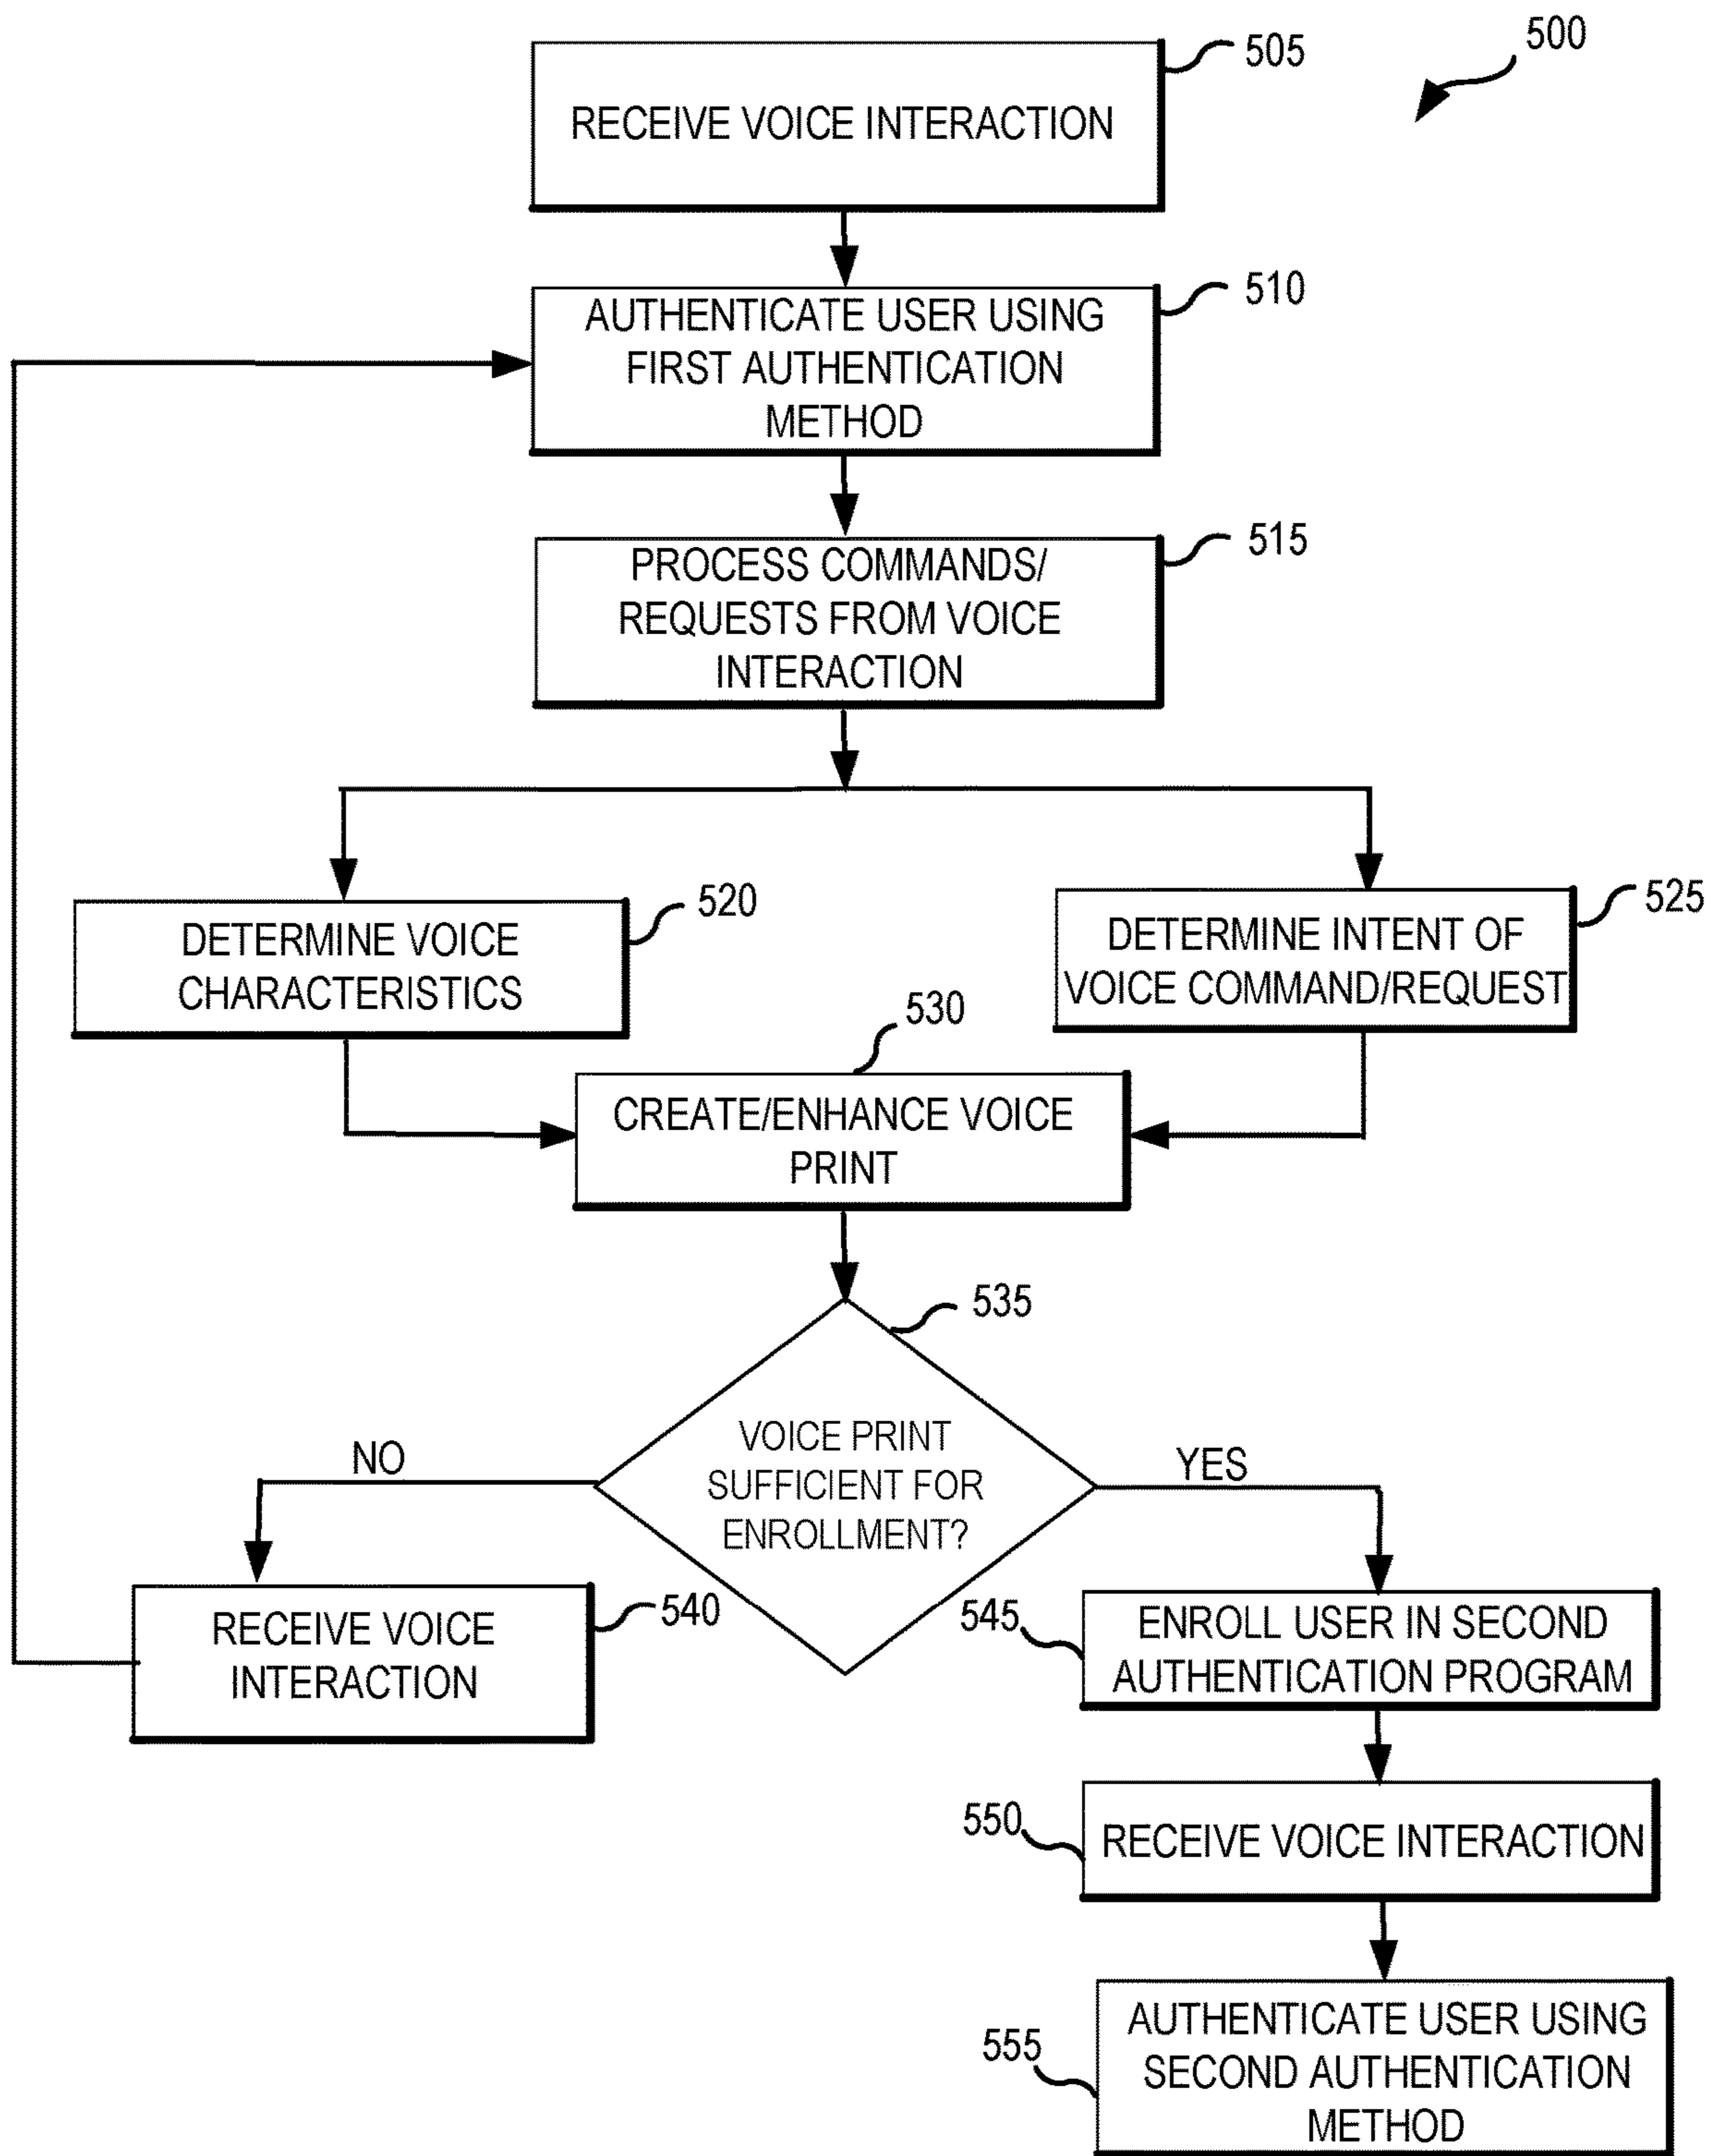 500
505
RECEIVE VOICE INTERACTION
510
AUTHENTICATE USER USING
FIRST AUTHENTICATION
METHOD
515
PROCESS COMMANDS/
REQUESTS FROM VOICE
INTERACTION
520
DETERMINE VOICE
CHARACTERISTICS
525
DETERMINE INTENT OF
VOICE COMMAND/REQUEST
530
CREATE/ENHANCE VOICE
PRINT
535
VOICE PRINT
SUFFICIENT FOR
ENROLLMENT?
NO
YES
540
RECEIVE VOICE
INTERACTION
545
ENROLL USER IN SECOND
AUTHENTICATION PROGRAM
550
RECEIVE VOICE INTERACTION
555
AUTHENTICATE USER USING
SECOND AUTHENTICATION
METHOD